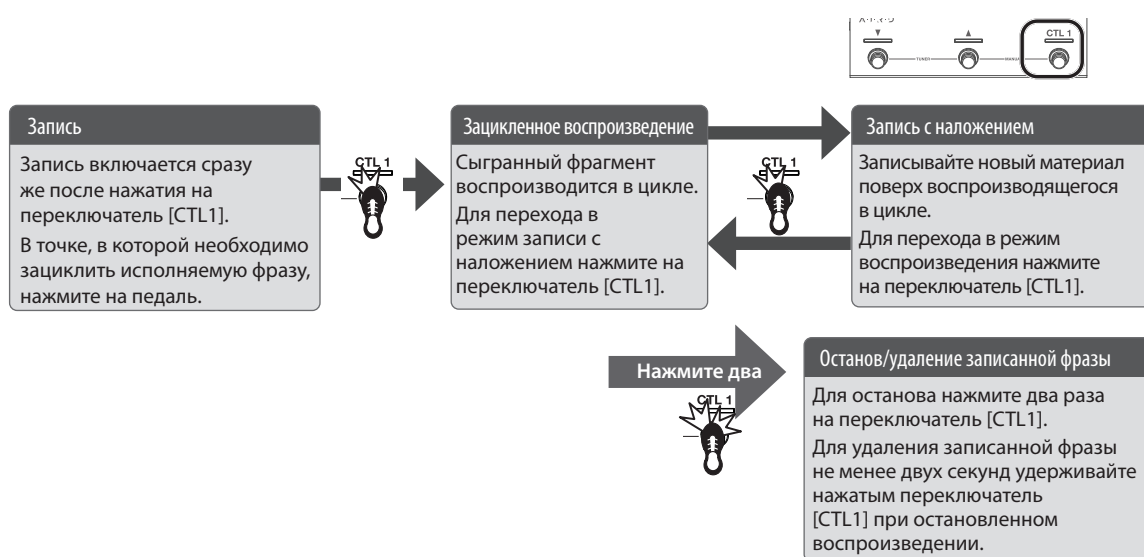 CTL 1
TUNER
Запись
Запись включается сразу
же после нажатия на
переключатель [CTL1].
В точке, в которой необходимо
зациклить исполняемую фразу,
нажмите на педаль.
CTL 1
Зацикленное воспроизведение
Сыгранный фрагмент
воспроизводится в цикле.
Для перехода в
режим записи с
наложением нажмите на
переключатель [CTL1].
CTL 1
Запись с наложением
Записывайте новый материал
поверх воспроизводящегося
в цикле.
Для перехода в режим
воспроизведения нажмите
на переключатель [CTL1].
Нажмите два
CTL 1
Останов/удаление записанной фразы
Для останова нажмите два раза
на переключатель [CTL1].
Для удаления записанной фразы
не менее двух секунд удерживайте
нажатым переключатель
[CTL1] при остановленном
воспроизведении.